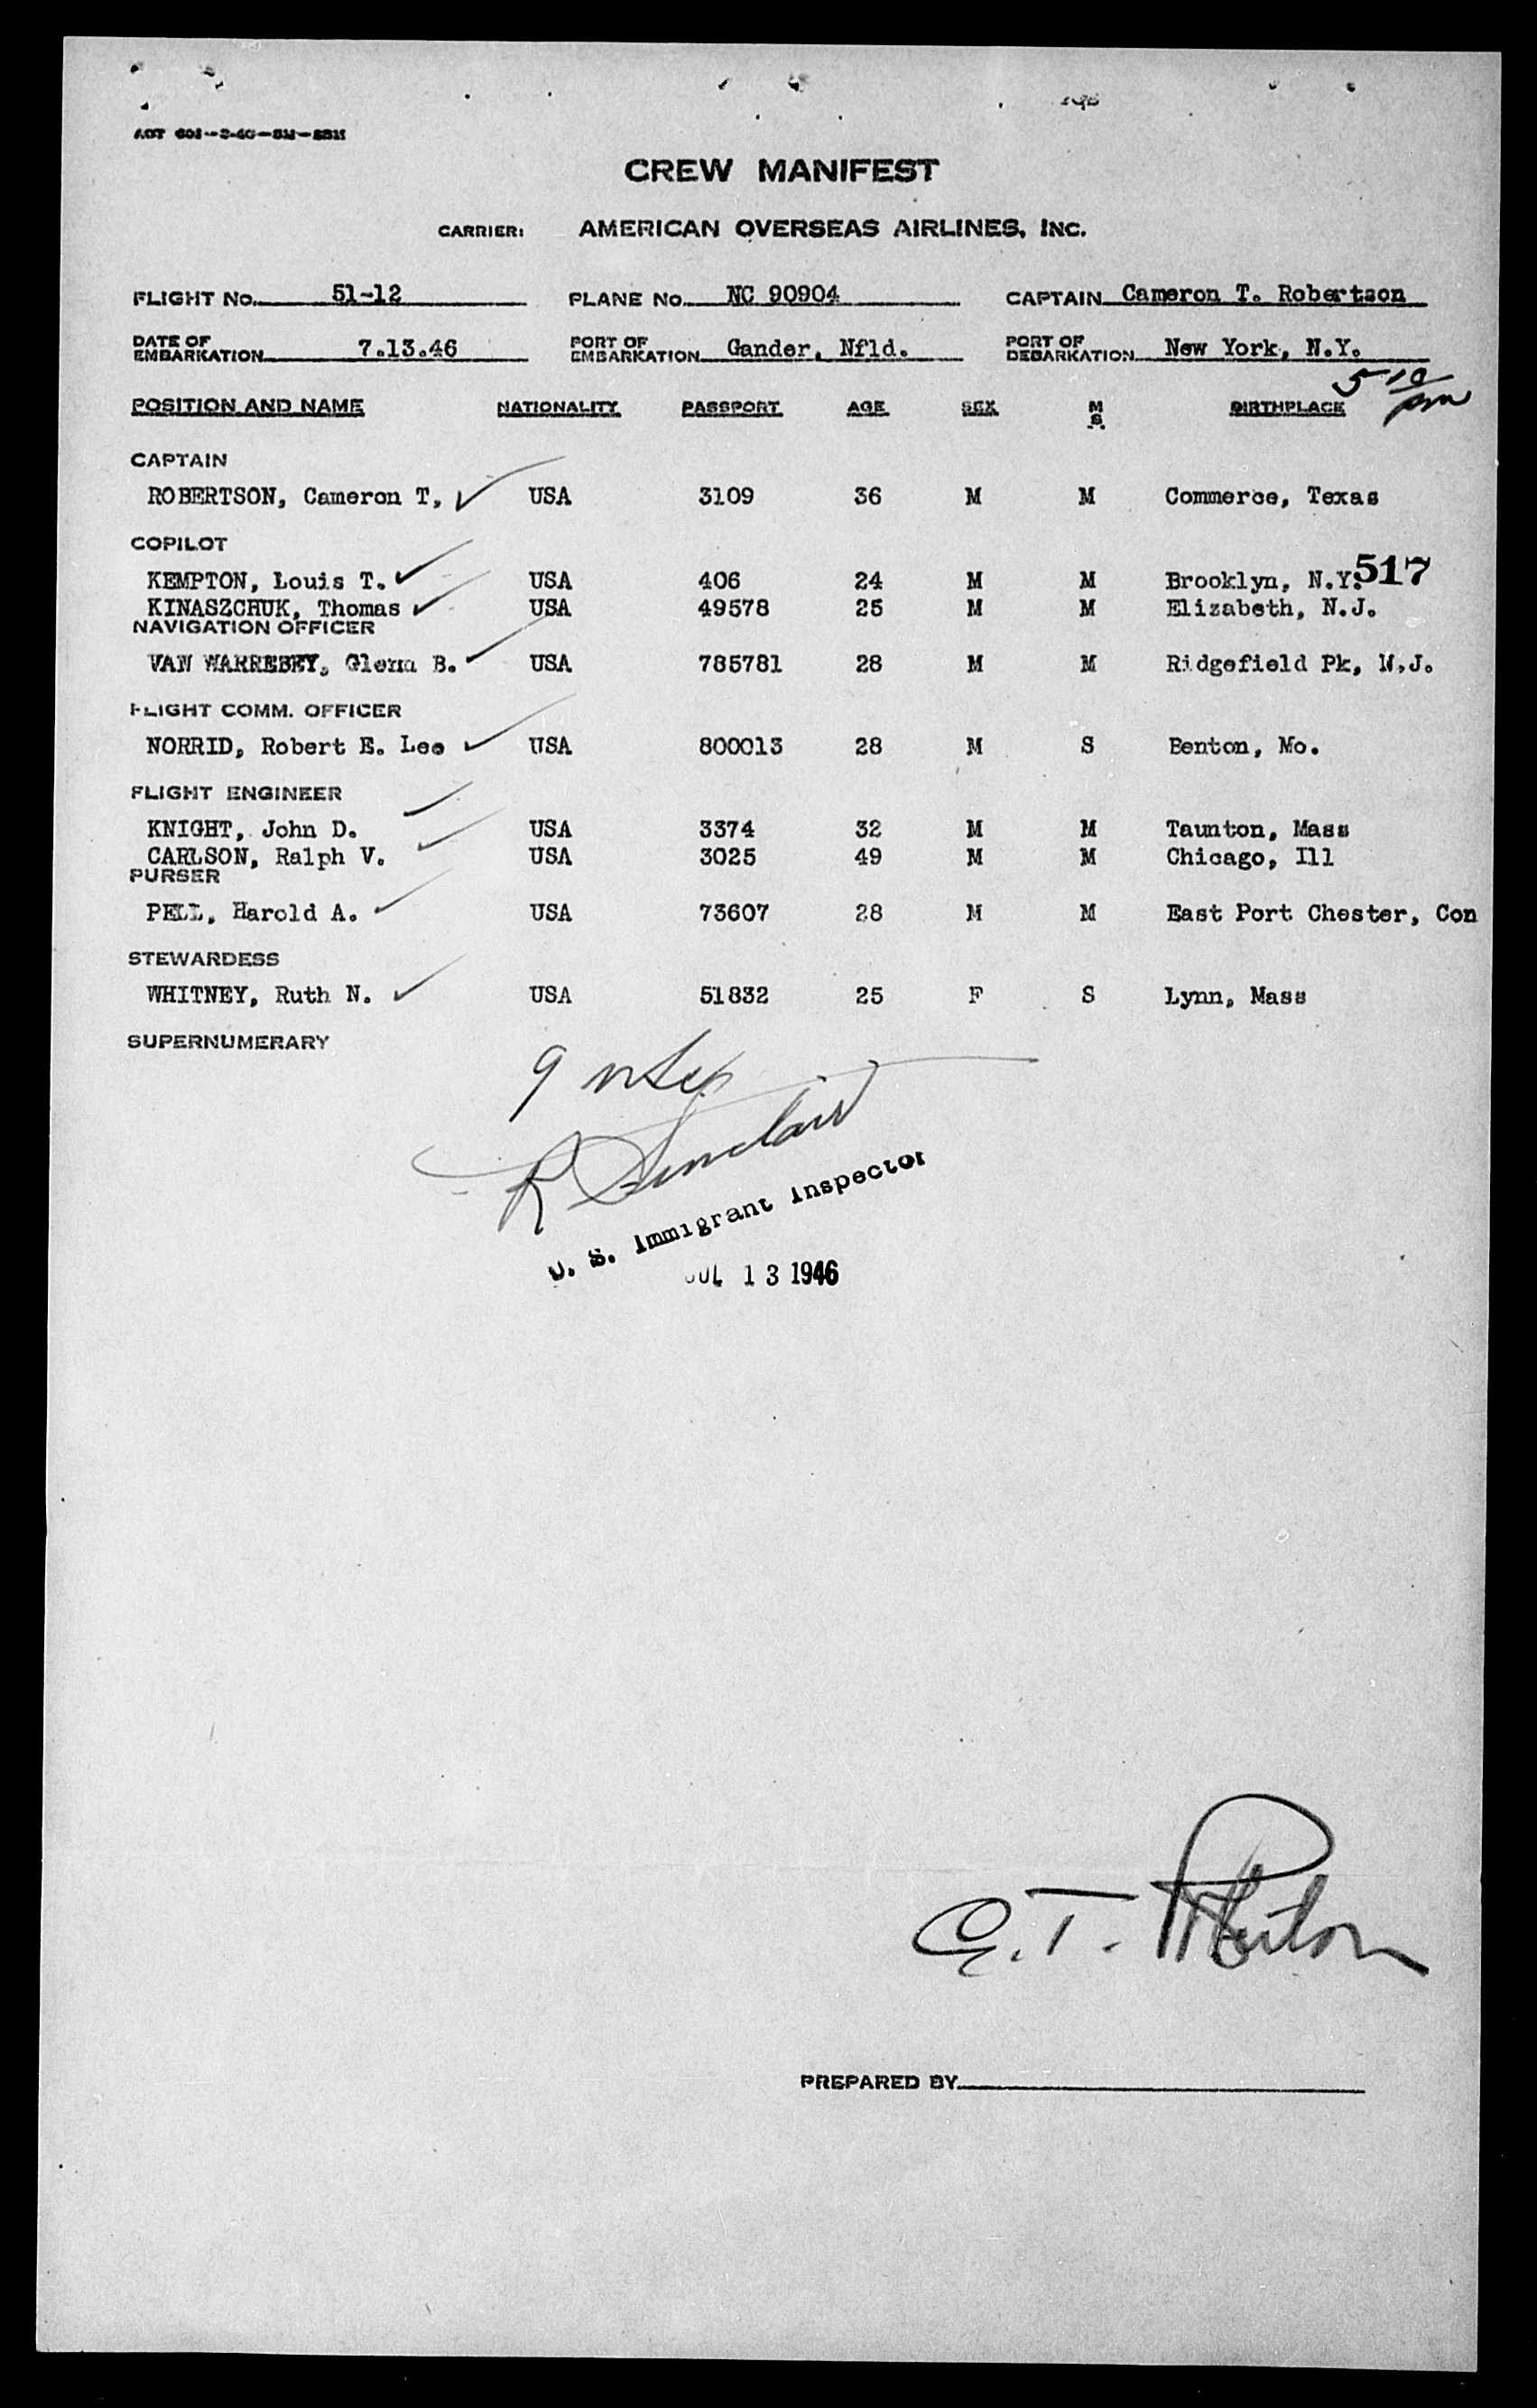 CREW MANIFEST
CARRIER: AMERICAN OVERSEAS AIRLINES, INC.
FLIGHT NO. 51-12 PLANE NO. NC 90904 CAPTAIN Cameron T. Robertson
DATE OF EMBARKATION 7.13.46 PORT OF EMBARKATION Gander, Nfld. PORT OF DEBARKATION New York, N.Y.
5 10/pm
POSITION AND NAME NATIONALITY PASSPORT AGE SEX M S. BIRTHPLACE
CAPTAIN
ROBERTSON, Cameron T. USA 3109 36 M M Commerce, Texas
COPILOT
KEMPTON, Louis T. USA 406 24 M M Brooklyn, N.Y. 517
KINASZCHUK, Thomas USA 49578 25 M M Elizabeth, N.J.
NAVIGATION OFFICER
VAN Glenn B. USA 785781 28 M M Ridgefield Pk, N.J.
FLIGHT COMM. OFFICER
NORRID, Robert E. Lee USA 800013 28 M S Benton, Mo.
FLIGHT ENGINEER
KNIGHT, John D. USA 3374 32 M M Taunton, Mass
CARLSON, Ralph V. USA 3025 49 M M Chicago, Ill
PURSER
PELL, Harold A. USA 73607 28 M M East Port Chester, Con
STEWARDESS
WHITNEY, Ruth N. USA 51832 25 F S Lynn, Mass
SUPERNUMERARY
9
R Sinclair
U. S. Immigrant Inspector
JUL 13 1946
C. T.
PREPARED BY